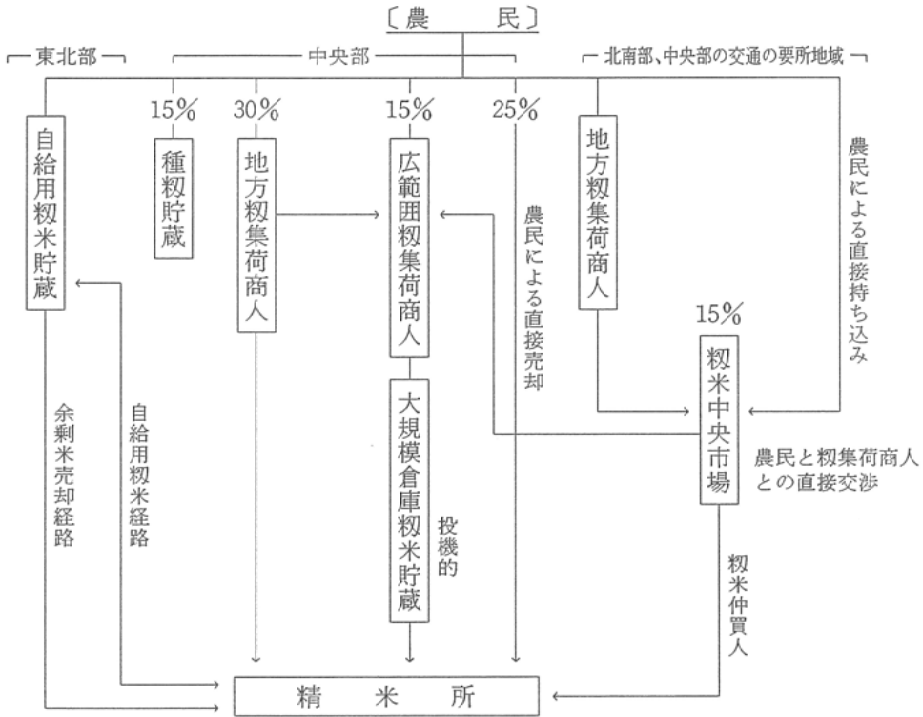 〔農 民〕
東北部
中央部
北南部、中央部の交通の要所地域
15%
30%
15%
25%
自給用籾米貯蔵
種籾貯蔵
地方籾集荷商人
広範囲籾集荷商人
農民による直接売却
地方籾集荷商人
農民による直接持ち込み
15%
籾米中央市場
農民と籾集荷商人
との直接交渉
大規模倉庫籾米貯蔵
投機的
余剰米売却経路
自給用籾米経路
籾米仲買人
精 米 所